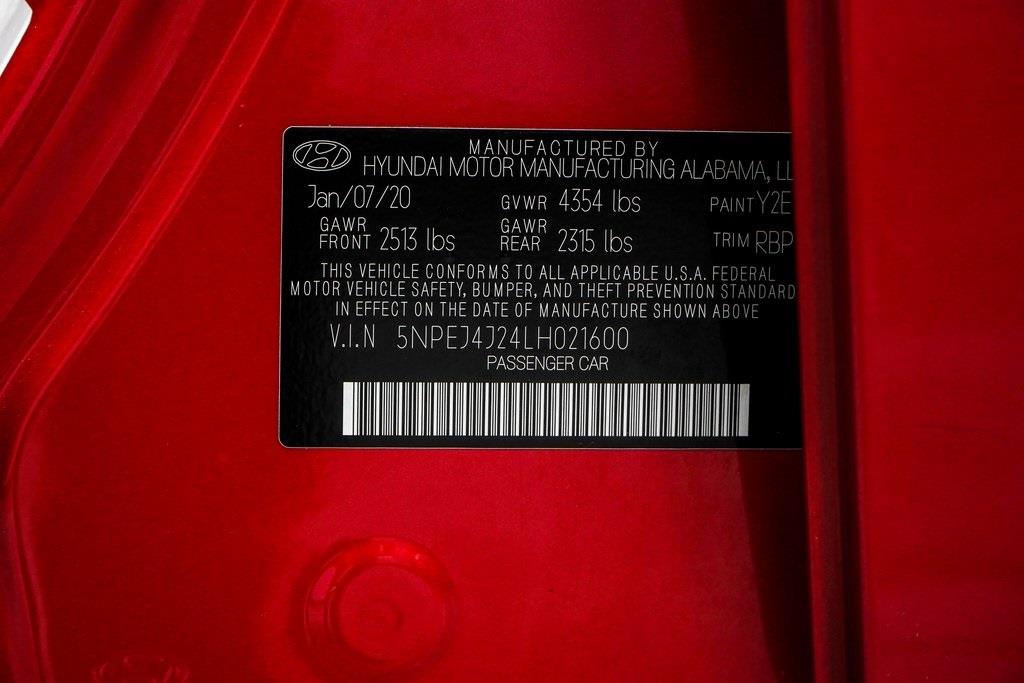 MANUFACTURED BY
HYUNDAI MOTOR MANUFACTURING ALABAMA, LL
Jan/07/20 GVWR 4354 lbs PAINT Y2E
GAWR FRONT 2513 lbs GAWR REAR 2315 lbs TRIM RBP
THIS VEHICLE CONFORMS TO ALL APPLICABLE U.S.A. FEDERAL
MOTOR VEHICLE SAFETY, BUMPER, AND THEFT PREVENTION STANDARD
IN EFFECT ON THE DATE OF MANUFACTURE SHOWN ABOVE
V.I.N 5NPEJ4J24LH021600
PASSENGER CAR